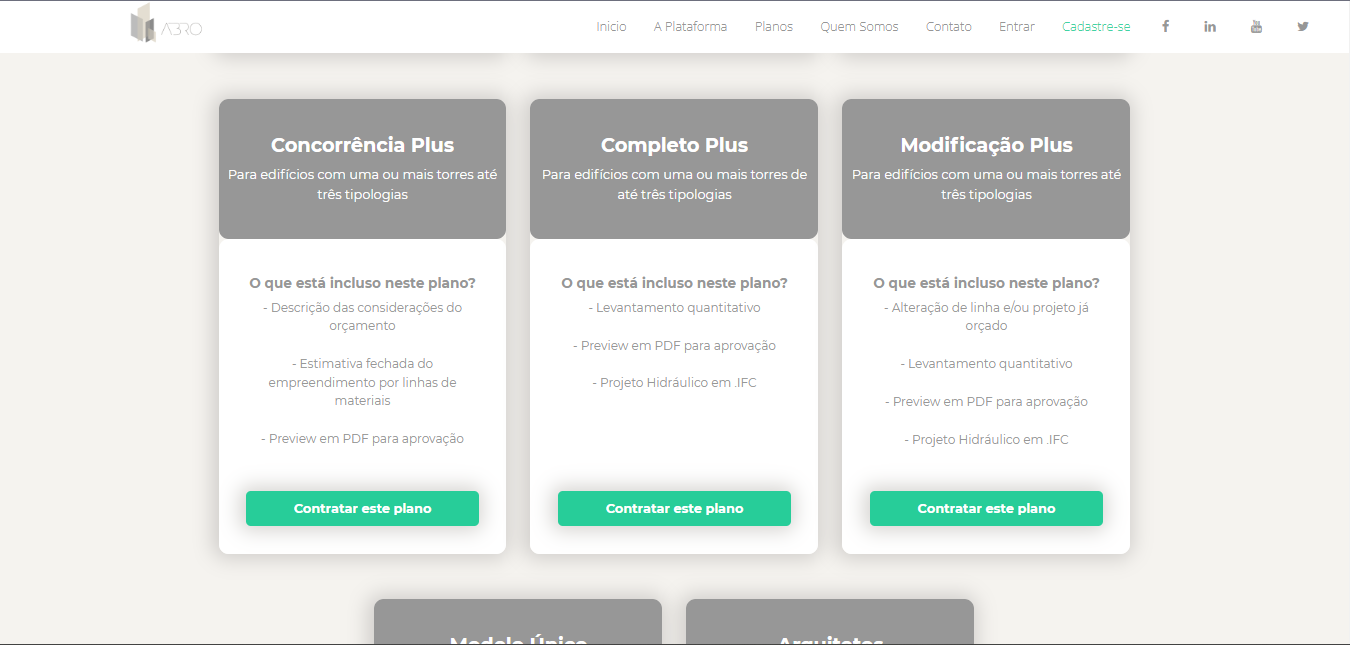 ABRO
Inicio
A Plataforma
Planos
Quem Somos
Contato
Entrar
Cadastre-se
Concorrência Plus
Para edifícios com uma ou mais torres até
três tipologias
O que está incluso neste plano?
- Descrição das considerações do
orçamento
- Estimativa fechada do
empreendimento por linhas de
materiais
- Preview em PDF para aprovação
Contratar este plano
Completo Plus
Para edifícios com uma ou mais torres de
até três tipologias
O que está incluso neste plano?
- Levantamento quantitativo
- Preview em PDF para aprovação
- Projeto Hidráulico em .IFC
Contratar este plano
Modificação Plus
Para edifícios com uma ou mais torres até
três tipologias
O que está incluso neste plano?
- Alteração de linha e/ou projeto já
orçado
- Levantamento quantitativo
- Preview em PDF para aprovação
- Projeto Hidráulico em .IFC
Contratar este plano
Modelo Único
Arquitetos